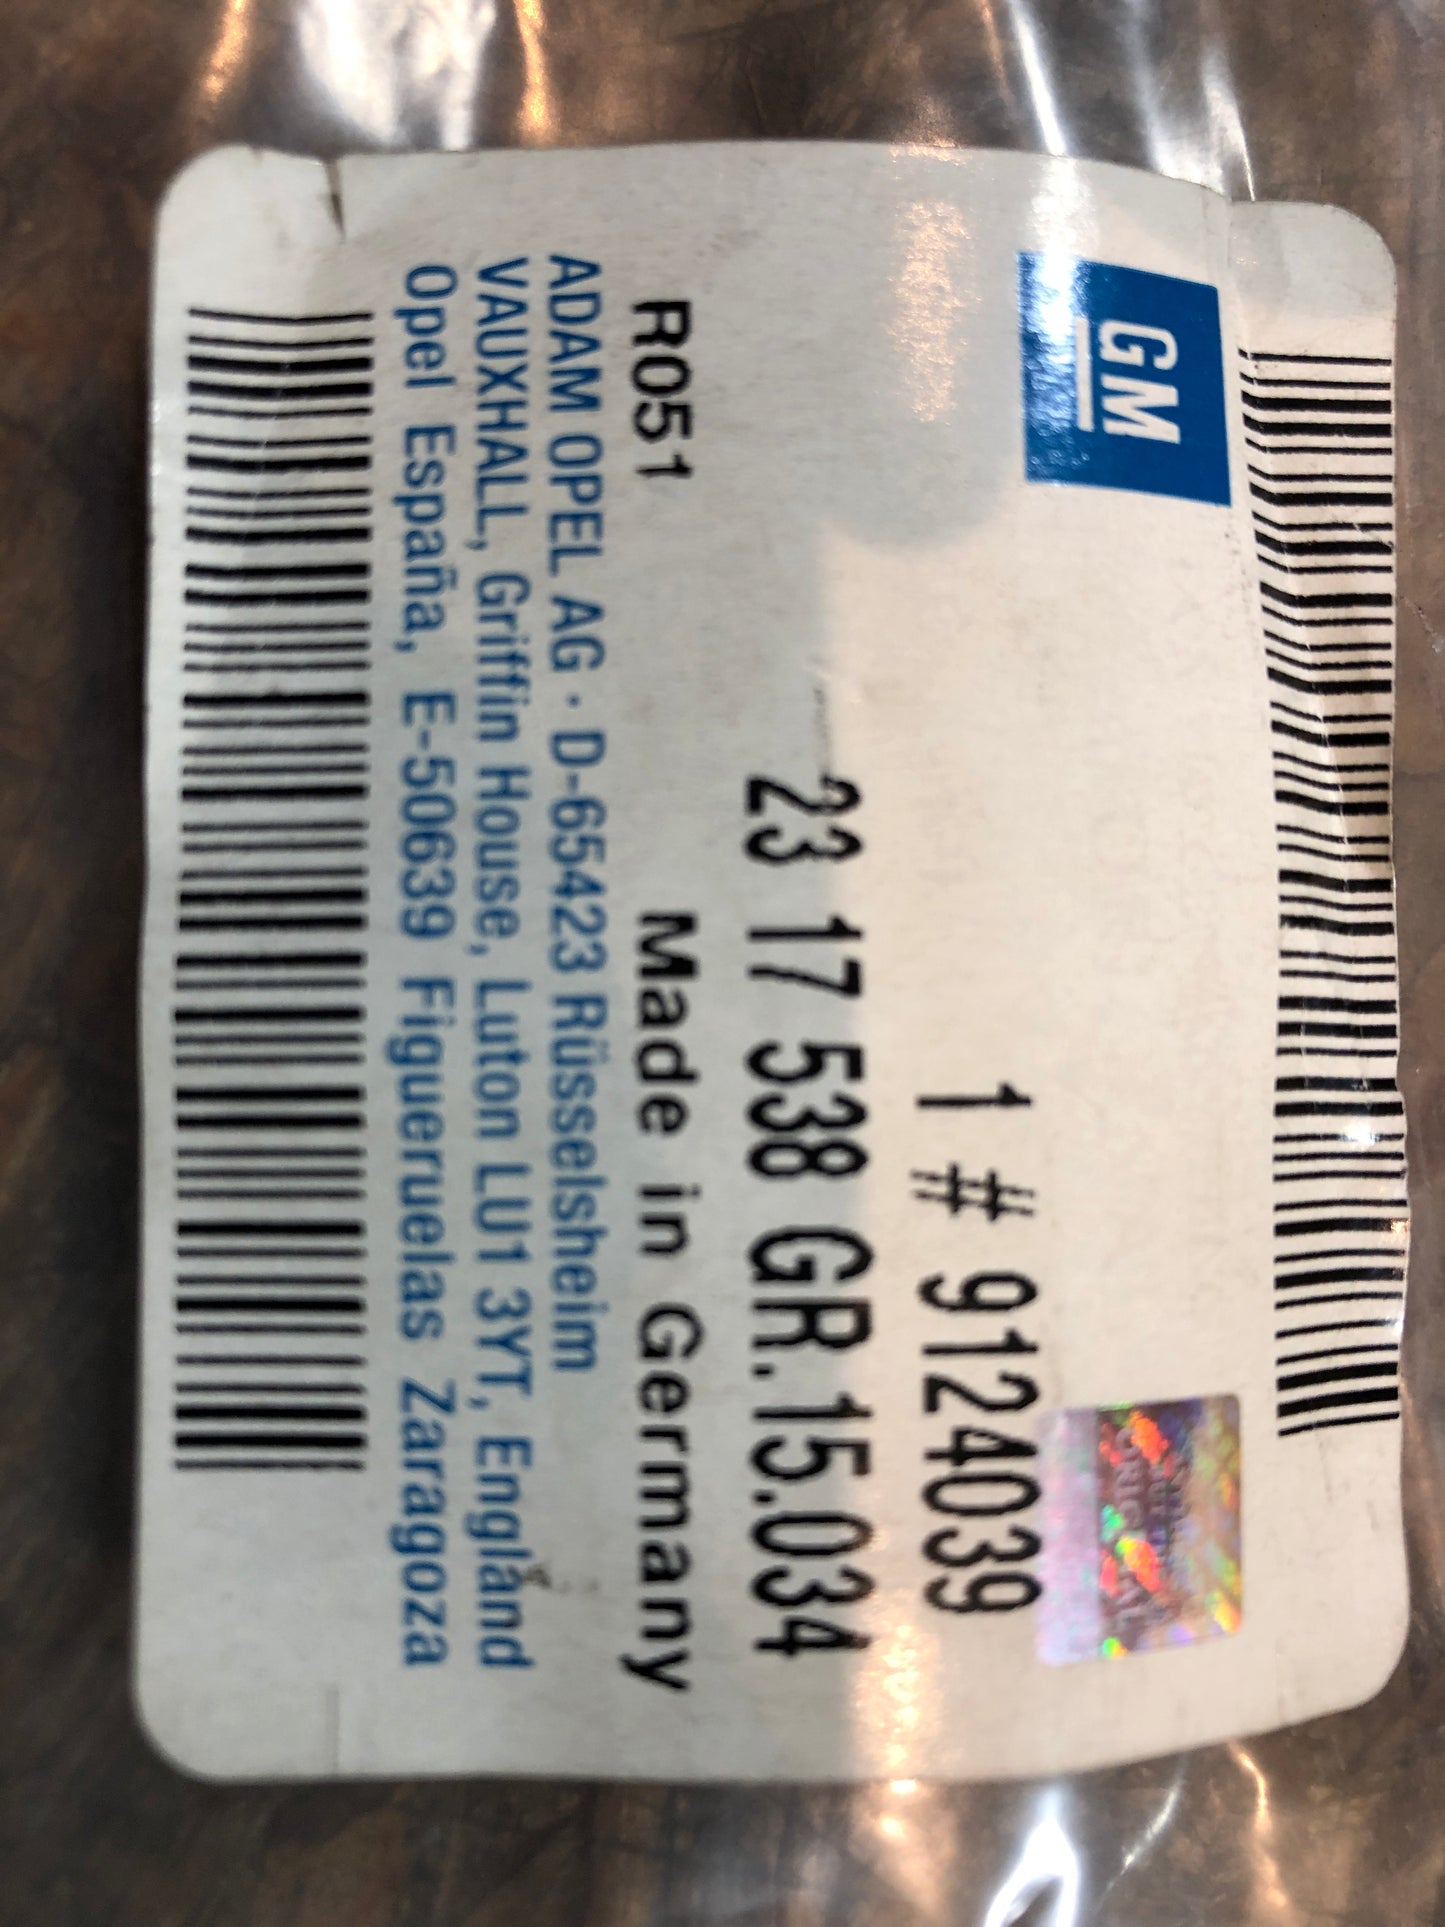 GM
ORIGINAL
1 # 9124039
23 17 538 GR.15.034
R051 Made in Germany
ADAM OPEL AG · D-65423 Rüsselsheim
VAUXHALL, Griffin House, Luton LU1 3YT, England
Opel España, E-50639 Figueruelas Zaragoza